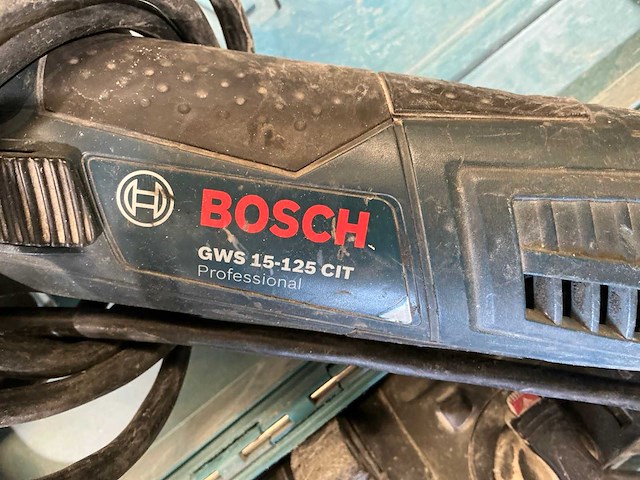 BOSCH
GWS 15-125 CIT
Professional